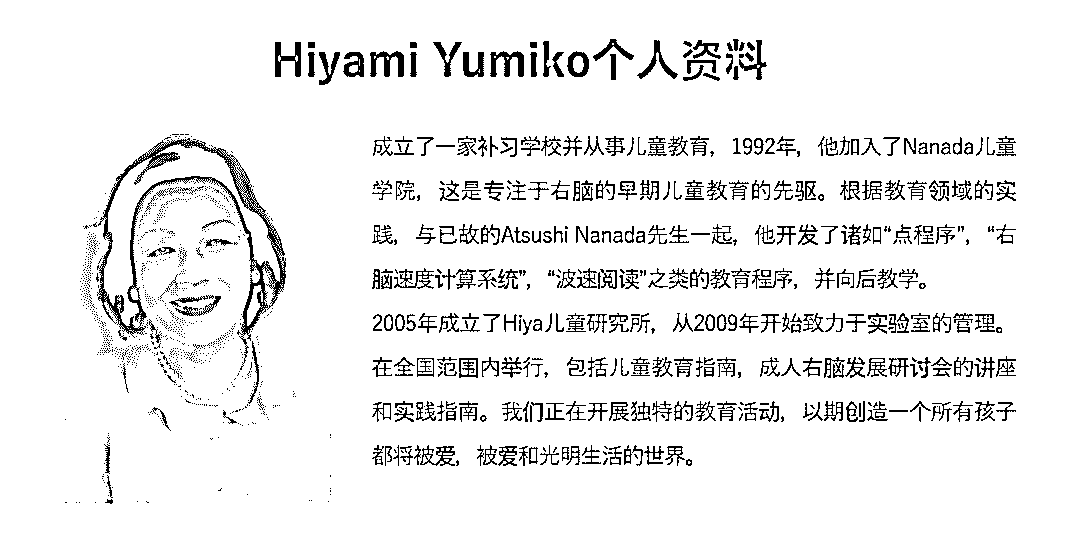 Hiyami Yumiko个人资料
成立了一家补习学校并从事儿童教育，1992年，他加入了Nanada儿童
学院，这是专注于右脑的早期儿童教育的先驱。根据教育领域的实
践，与已故的Atsushi Nanada先生一起，他开发了诸如“点程序”，“右
脑速度计算系统”，“波速阅读”之类的教育程序，并向后教学。
2005年成立了Hiya儿童研究所，从2009年开始致力于实验室的管理。
在全国范围内举行，包括儿童教育指南，成人右脑发展研讨会的讲座
和实践指南。我们正在开展独特的教育活动，以期创造一个所有孩子
都将被爱，被爱和光明生活的世界。